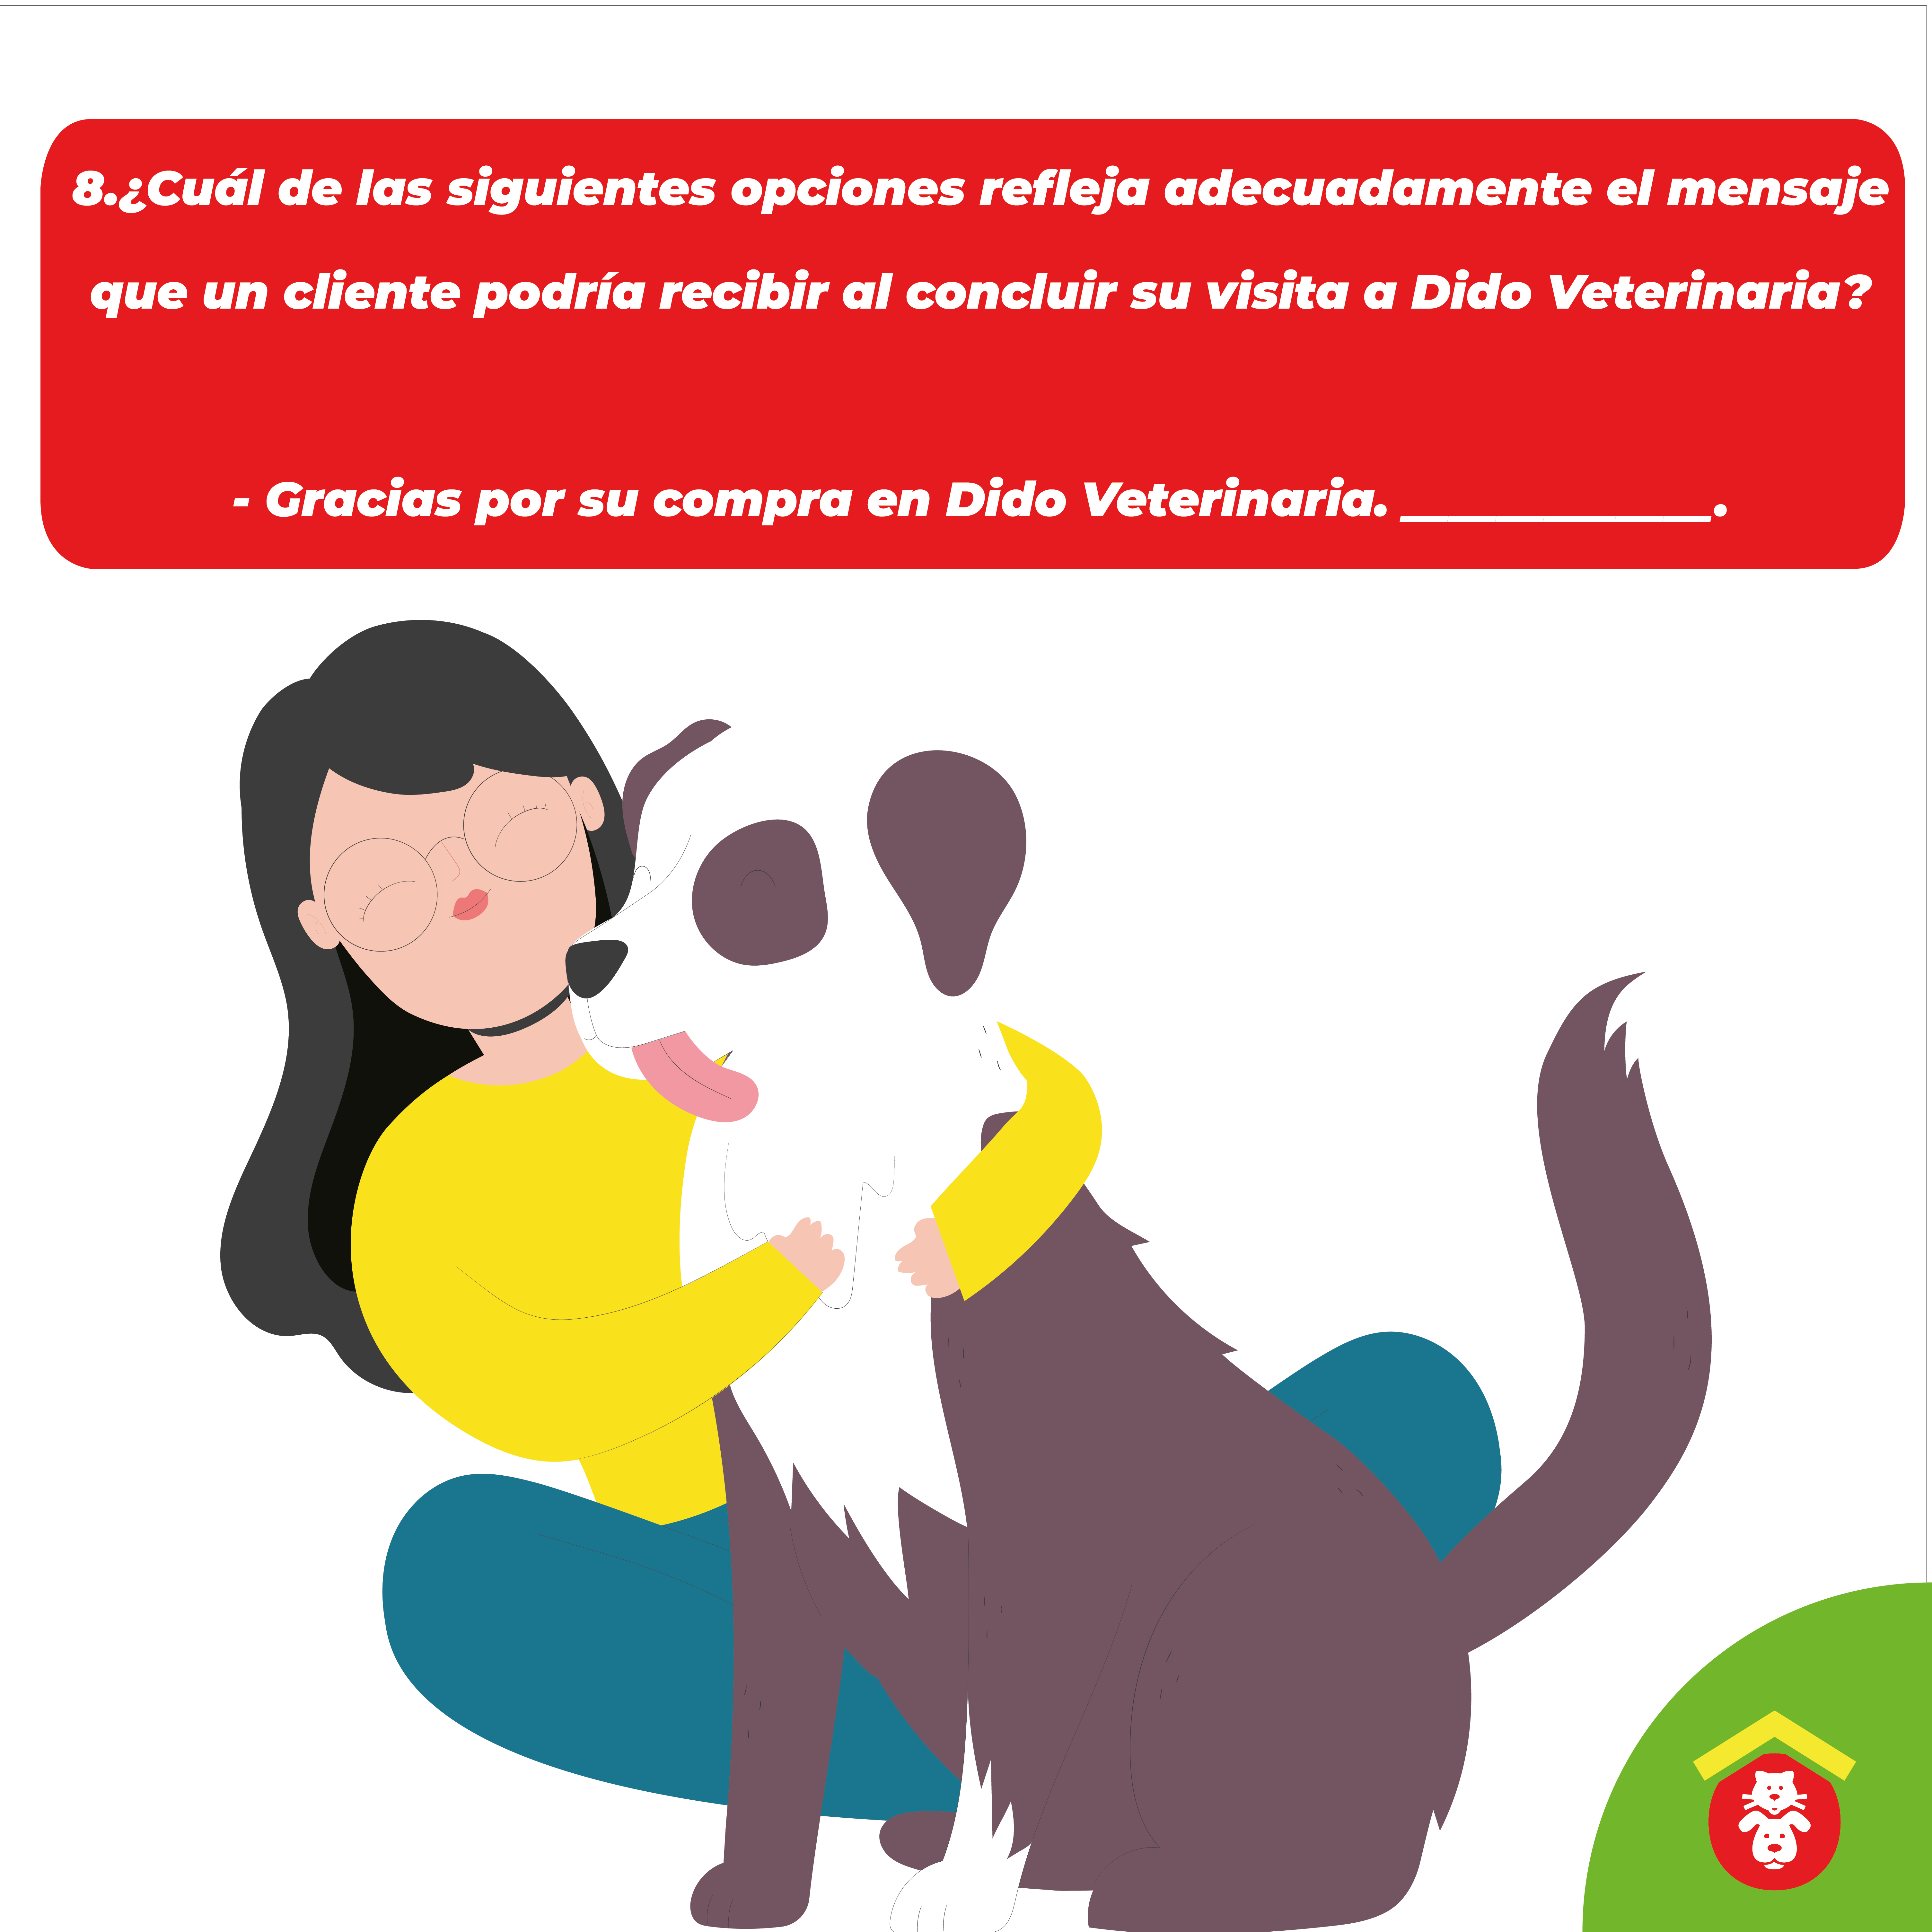 8.¿Cuál de las siguientes opciones refleja adecuadamente el mensaje
que un cliente podría recibir al concluir su visita a Dido Veterinaria?
- Gracias por su compra en Dido Veterinaria. _____________.